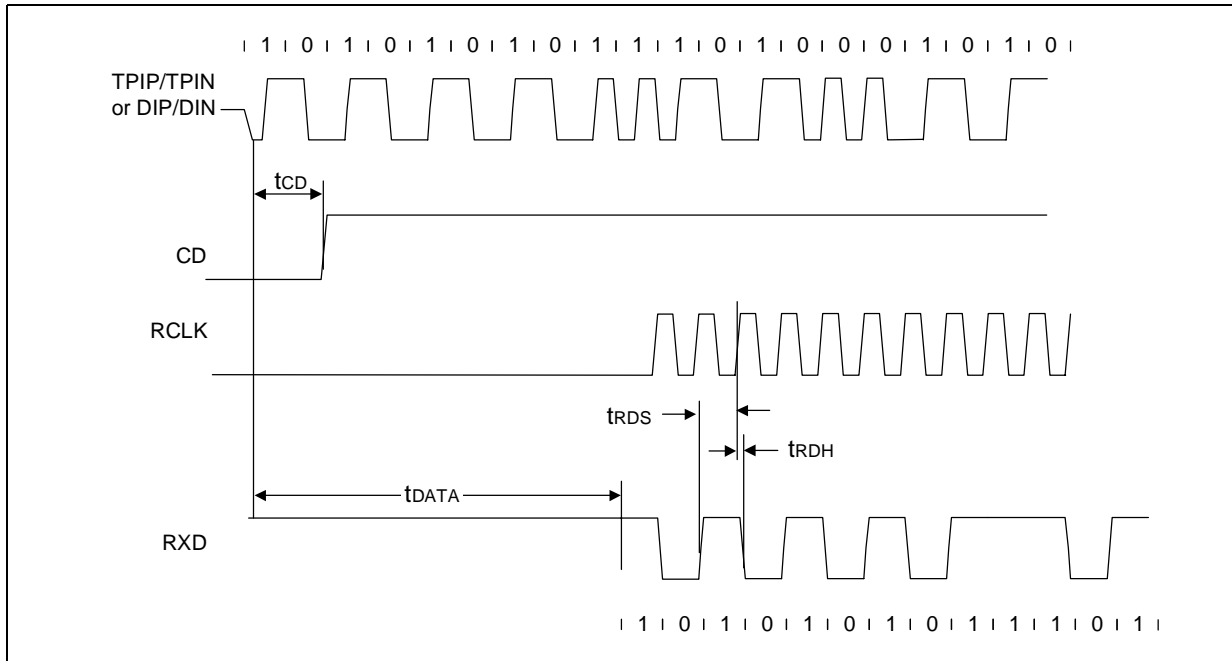 1 0 1 0 1 0 1 0 1 1 1 0 1 0 0 0 1 0 1 0
TPIP/TPIN
or DIP/DIN
tCD
CD
RCLK
tRDS
tRDH
tDATA
RXD
1 0 1 0 1 0 1 0 1 1 1 0 1